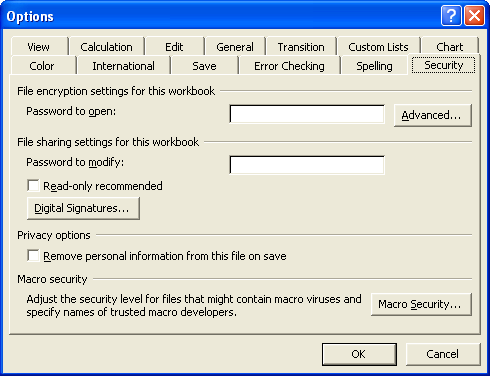 Options
View Calculation Edit General Transition Custom Lists Chart
Color International Save Error Checking Spelling Security
File encryption settings for this workbook
Password to open:
Advanced...
File sharing settings for this workbook
Password to modify:
Read-only recommended
Digital Signatures...
Privacy options
Remove personal information from this file on save
Macro security
Adjust the security level for files that might contain macro viruses and
specify names of trusted macro developers.
Macro Security...
OK Cancel